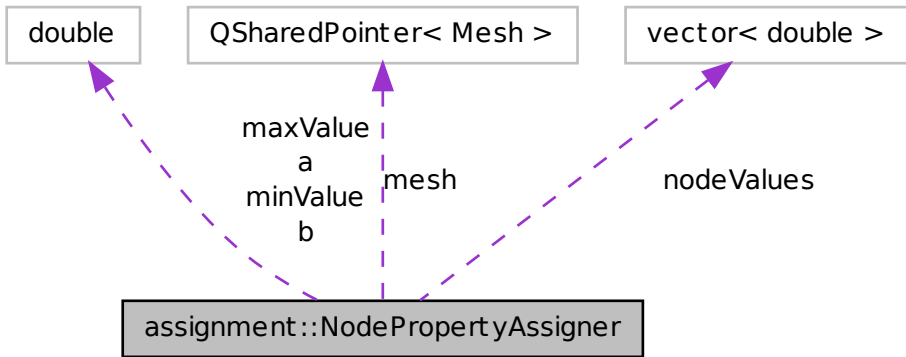 double
QSharedPointer< Mesh >
vector< double >
maxValue
a
minValue
b
mesh
nodeValues
assignment::NodePropertyAssigner